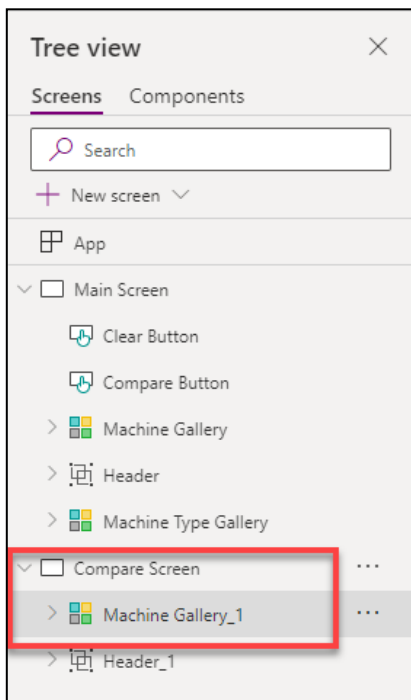 Tree view
Screens Components
Search
New screen
App
Main Screen
Clear Button
Compare Button
Machine Gallery
Header
Machine Type Gallery
Compare Screen
Machine Gallery_1
Header_1